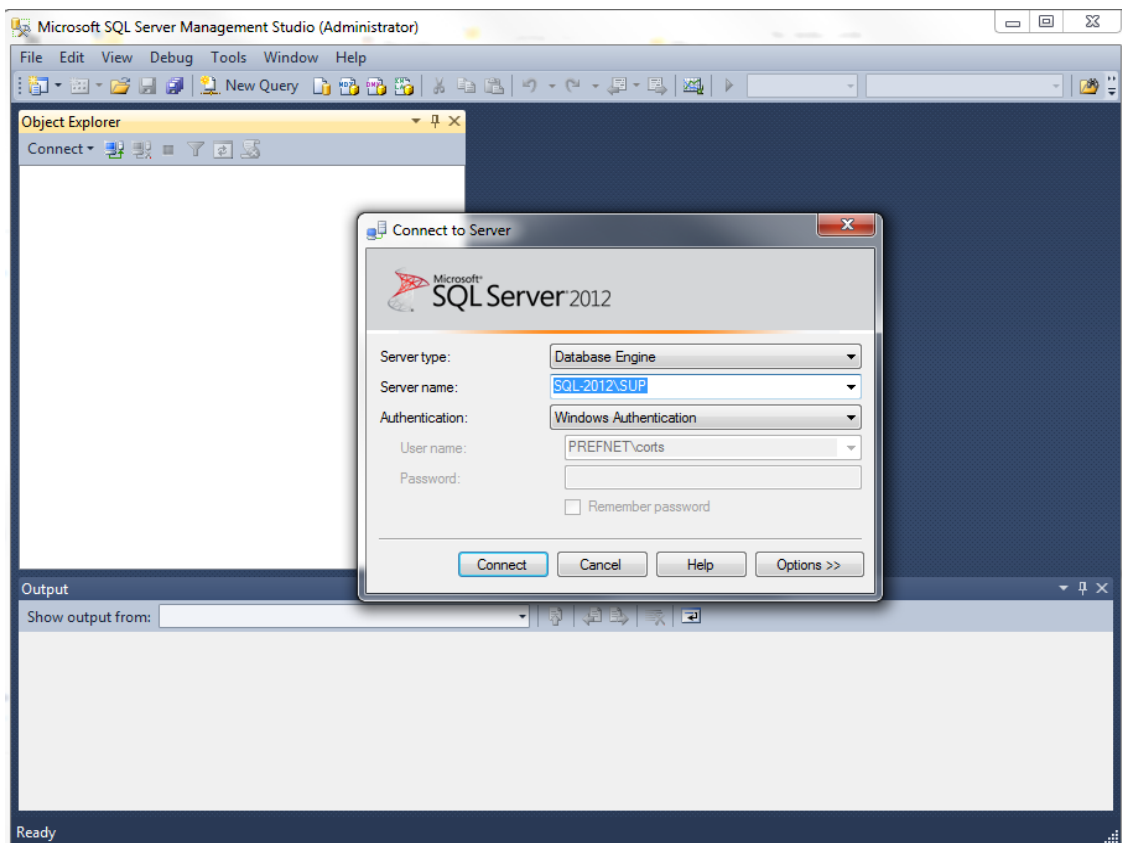 Microsoft SQL Server Management Studio (Administrator)
File Edit View Debug Tools Window Help
New Query
Object Explorer
Connect
Connect to Server
Microsoft
SQL Server 2012
Server type: Database Engine
Server name: SQL-2012\SUP
Authentication: Windows Authentication
User name: PREFNET\corts
Password:
Remember password
Connect Cancel Help Options >>
Output
Show output from:
Ready